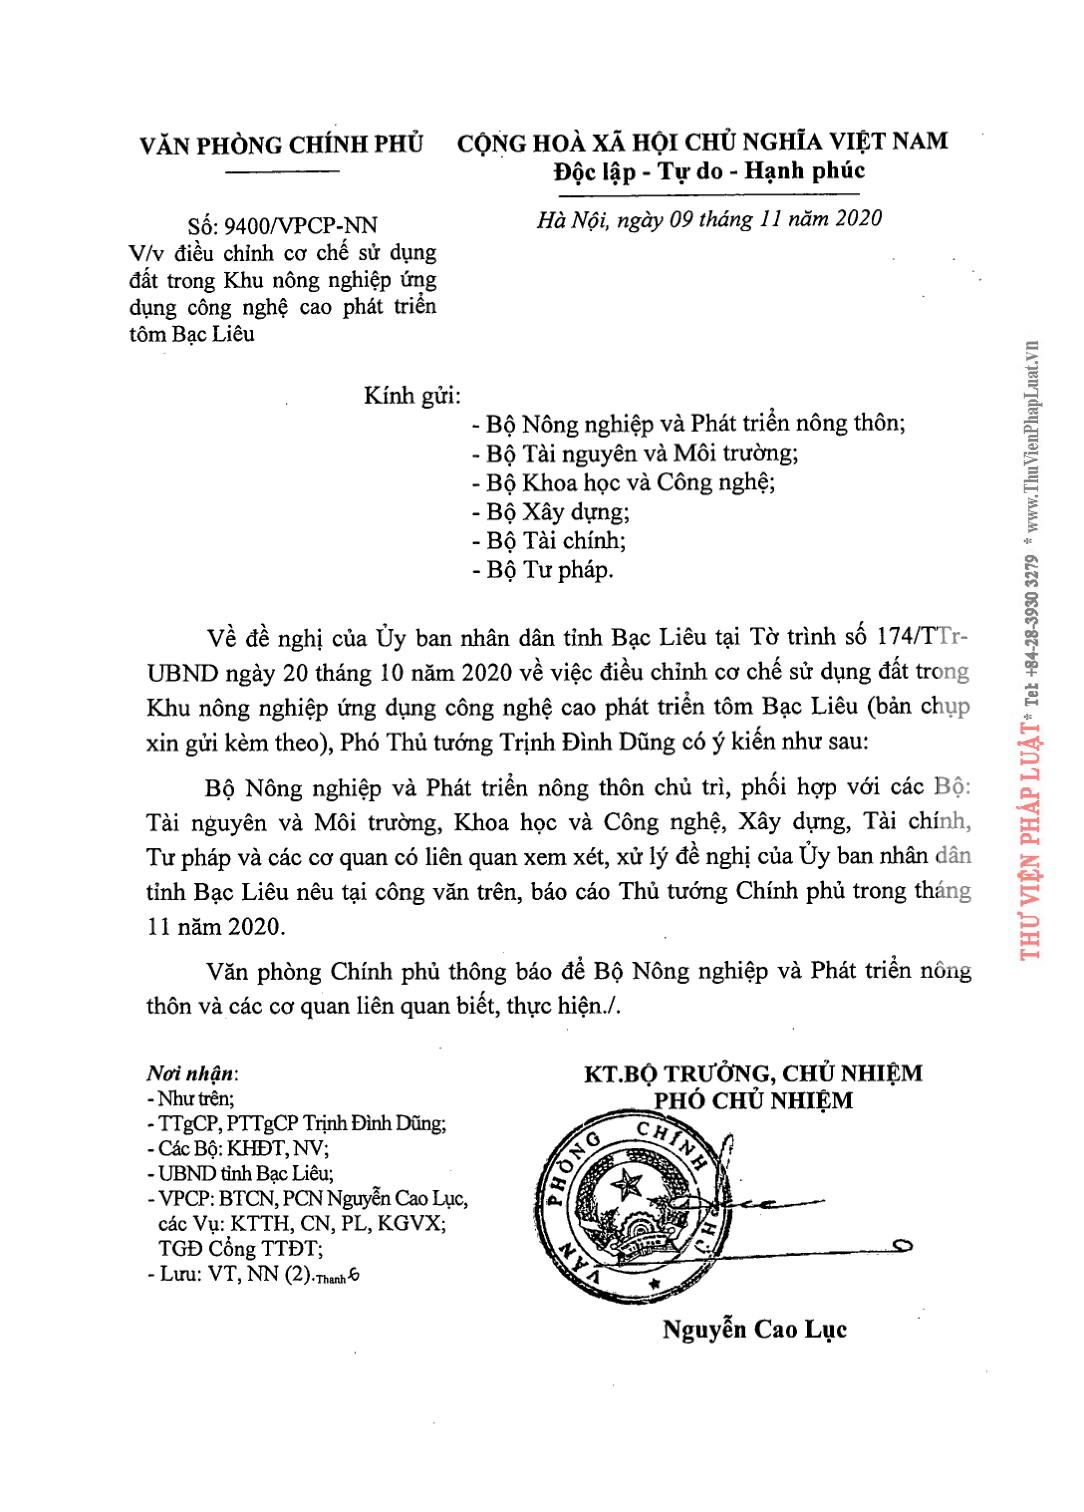 VĂN PHÒNG CHÍNH PHỦ
CỘNG HOÀ XÃ HỘI CHỦ NGHĨA VIỆT NAM
Độc lập - Tự do - Hạnh phúc
Số: 9400/VPCP-NN
V/v điều chỉnh cơ chế sử dụng
đất trong Khu nông nghiệp ứng
dụng công nghệ cao phát triển
tôm Bạc Liêu
Hà Nội, ngày 09 tháng 11 năm 2020
Kính gửi:
- Bộ Nông nghiệp và Phát triển nông thôn;
- Bộ Tài nguyên và Môi trường;
- Bộ Khoa học và Công nghệ;
- Bộ Xây dựng;
- Bộ Tài chính;
- Bộ Tư pháp.
Về đề nghị của Ủy ban nhân dân tỉnh Bạc Liêu tại Tờ trình số 174/TTr-
UBND ngày 20 tháng 10 năm 2020 về việc điều chỉnh cơ chế sử dụng đất trong
Khu nông nghiệp ứng dụng công nghệ cao phát triển tôm Bạc Liêu (bản chụp
xin gửi kèm theo), Phó Thủ tướng Trịnh Đình Dũng có ý kiến như sau:
Bộ Nông nghiệp và Phát triển nông thôn chủ trì, phối hợp với các Bộ:
Tài nguyên và Môi trường, Khoa học và Công nghệ, Xây dựng, Tài chính,
Tư pháp và các cơ quan có liên quan xem xét, xử lý đề nghị của Ủy ban nhân dân
tỉnh Bạc Liêu nêu tại công văn trên, báo cáo Thủ tướng Chính phủ trong tháng
11 năm 2020.
Văn phòng Chính phủ thông báo để Bộ Nông nghiệp và Phát triển nông
thôn và các cơ quan liên quan biết, thực hiện./.
Nơi nhận:
- Như trên;
- TTgCP, PTTgCP Trịnh Đình Dũng;
- Các Bộ: KHĐT, NV;
- UBND tỉnh Bạc Liêu;
- VPCP: BTCN, PCN Nguyễn Cao Lục,
các Vụ: KTTH, CN, PL, KGVX;
TGĐ Cổng TTĐT;
- Lưu: VT, NN (2).Thanh
KT.BỘ TRƯỞNG, CHỦ NHIỆM
PHÓ CHỦ NHIỆM
VĂN PHÒNG CHÍNH PHỦ
Nguyễn Cao Lục
THƯ VIỆN PHÁP LUẬT * Tel: +84-28-3930 3279 * www.ThuVienPhapLuat.vn